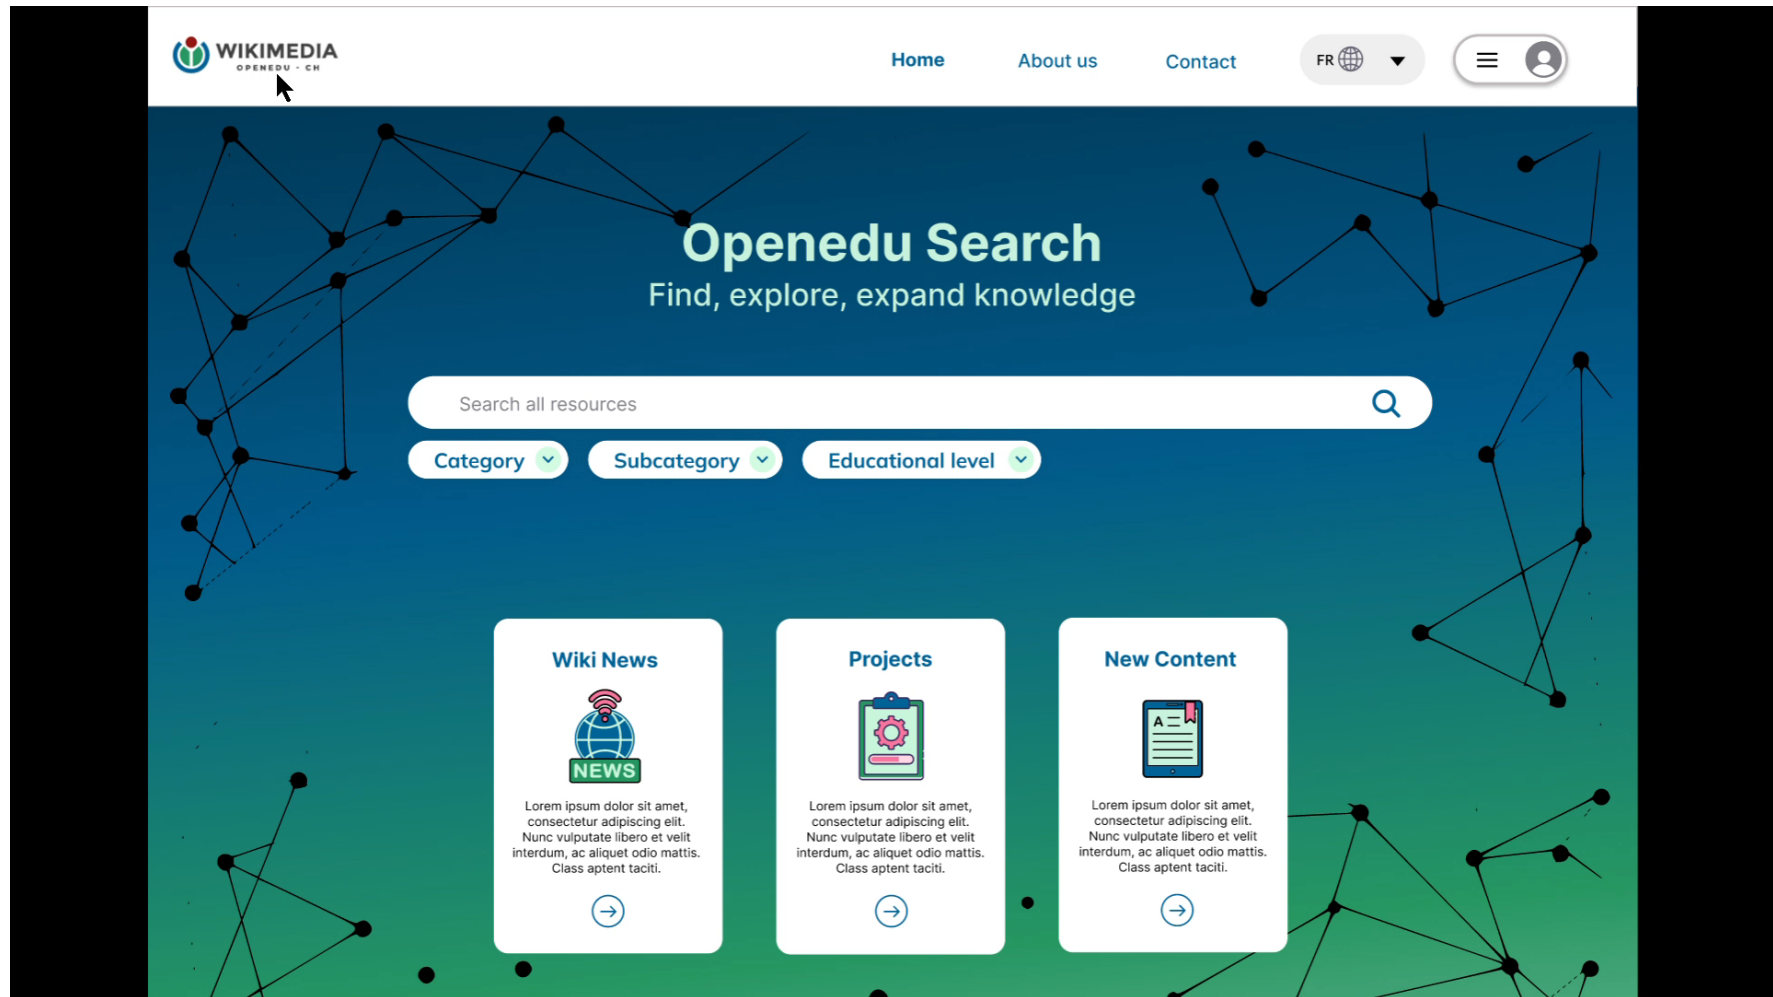 WIKIMEDIA
OPENEDU · CH
Home
About us
Contact
FR
Openedu Search
Find, explore, expand knowledge
Search all resources
Category
Subcategory
Educational level
Wiki News
NEWS
Lorem ipsum dolor sit amet,
consectetur adipiscing elit.
Nunc vulputate libero et velit
interdum, ac aliquet odio mattis.
Class aptent taciti.
Projects
Lorem ipsum dolor sit amet,
consectetur adipiscing elit.
Nunc vulputate libero et velit
interdum, ac aliquet odio mattis.
Class aptent taciti.
New Content
A
Lorem ipsum dolor sit amet,
consectetur adipiscing elit.
Nunc vulputate libero et velit
interdum, ac aliquet odio mattis.
Class aptent taciti.